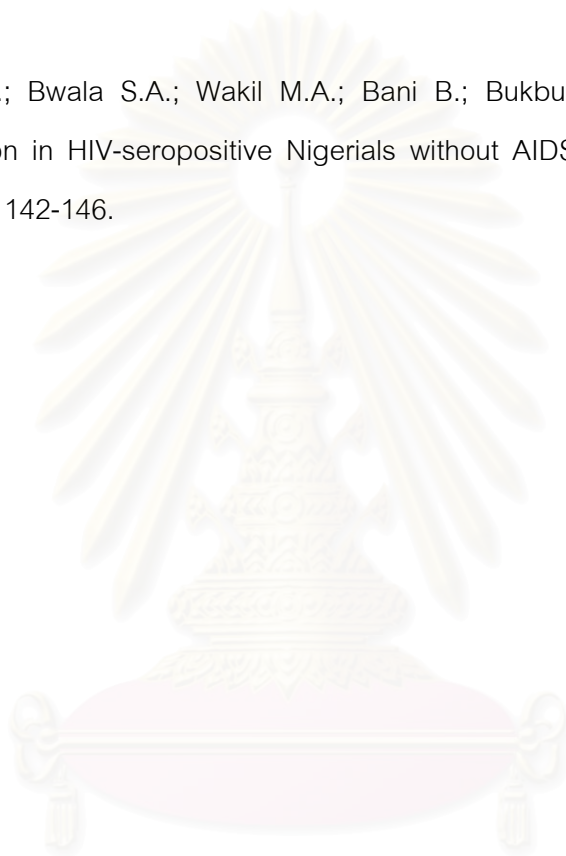 .; Bwala S.A.; Wakil M.A.; Bani B.; Bukbu
on in HIV-seropositive Nigerials without AIDS
142-146.